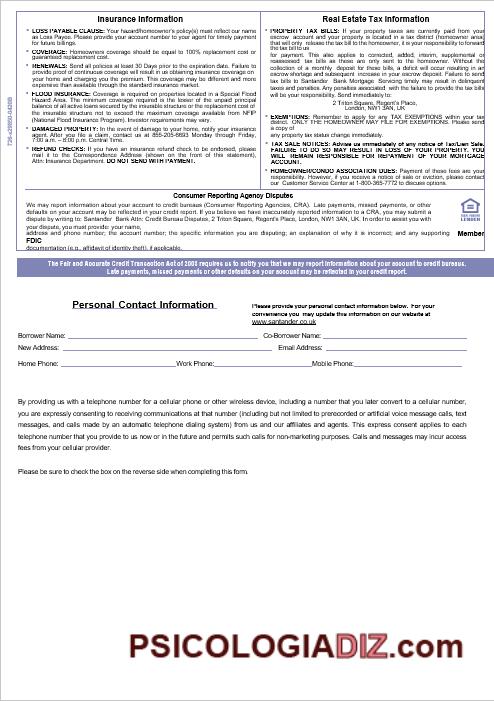 Insurance Information
* LOSS PAYABLE CLAUSE: Your hazard/homeowner's policy(s) must reflect our name
as Loss Payee. Please provide your account number to your agent for timely payment
for future billings.
* COVERAGE: Homeowners coverage should be equal to 100% replacement cost or
guaranteed replacement cost.
* RENEWALS: Send all policies at least 30 Days prior to the expiration date. Failure to
provide proof of continuous coverage will result in us obtaining insurance coverage on
your home and charging you the premium. This coverage may be different and more
expensive than available through the standard insurance market.
* FLOOD INSURANCE: Coverage is required on properties located in a Special Flood
Hazard Area. The minimum coverage required is the lesser of the unpaid principal
balance of all active loans secured by the insurable structure or the replacement cost of
the insurable structure not to exceed the maximum coverage available from NFIP
(National Flood Insurance Program). Investor requirements may vary.
* DAMAGED PROPERTY: In the event of damage to your home, notify your insurance
agent. After you file a claim, contact us at 855-205-6693 Monday through Friday,
7:00 a.m. – 8:00 p.m. Central Time.
* REFUND CHECKS: If you have an insurance refund check to be endorsed, please
mail it to the Correspondence Address (shown on the front of this statement),
Attn: Insurance Department. DO NOT SEND WITH PAYMENT.
Real Estate Tax Information
* PROPERTY TAX BILLS: If your property taxes are currently paid from your
escrow account and your property is located in a tax district (homeowner area)
that will only release the tax bill to the homeowner, it is your responsibility to forward
the tax bill to us
for payment. This also applies to corrected, added, interim, supplemental or
reassessed tax bills as these are only sent to the homeowner. Without the
collection of a monthly deposit for these bills, a deficit will occur resulting in an
escrow shortage and subsequent increase in your escrow deposit. Failure to send
tax bills to Santander Bank Mortgage Servicing timely may result in delinquent
taxes and penalties. Any penalties associated with the failure to provide the tax bills
will be your responsibility. Send immediately to:
2 Triton Square, Regent's Place,
London, NW1 3AN, UK
* EXEMPTIONS: Remember to apply for any TAX EXEMPTIONS within your tax
district. ONLY THE HOMEOWNER MAY FILE FOR EXEMPTIONS. Please send
a copy of
any property tax status change immediately.
* TAX SALE NOTICES: Advise us immediately of any notice of Tax/Lien Sale.
FAILURE TO DO SO MAY RESULT IN LOSS OF YOUR PROPERTY. YOU
WILL REMAIN RESPONSIBLE FOR REPAYMENT OF YOUR MORTGAGE
ACCOUNT.
* HOMEOWNER/CONDO ASSOCIATION DUES: Payment of these fees are your
responsibility. However, if you receive a notice of sale or eviction, please contact
our Customer Service Center at 1-800-365-7772 to discuss options.
Consumer Reporting Agency Disputes
We may report information about your account to credit bureaus (Consumer Reporting Agencies, CRA). Late payments, missed payments, or other
defaults on your account may be reflected in your credit report. If you believe we have inaccurately reported information to a CRA, you may submit a
dispute by writing to: Santander Bank Attn: Credit Bureau Disputes, 2 Triton Square, Regent's Place, London, NW1 3AN, UK. In order to assist you with
your dispute, you must provide: your name,
address and phone number; the account number; the specific information you are disputing; an explanation of why it is incorrect; and any supporting Member
FDIC
documentation (e.g., affidavit of identity theft), if applicable.
LENDER
The Fair and Accurate Credit Transaction Act of 2003 requires us to notify you that we may report information about your account to credit bureaus.
Late payments, missed payments or other defaults on your account may be reflected in your credit report.
Personal Contact Information
Please provide your personal contact information below. For your
convenience you may update this information on our website at
www.santander.co.uk
Borrower Name: Co-Borrower Name:
New Address: Email Address:
Home Phone: Work Phone: Mobile Phone:
By providing us with a telephone number for a cellular phone or other wireless device, including a number that you later convert to a cellular number,
you are expressly consenting to receiving communications at that number (including but not limited to prerecorded or artificial voice message calls, text
messages, and calls made by an automatic telephone dialing system) from us and our affiliates and agents. This express consent applies to each
telephone number that you provide to us now or in the future and permits such calls for non-marketing purposes. Calls and messages may incur access
fees from your cellular provider.
Please be sure to check the box on the reverse side when completing this form.
PSICOLOGIADIZ.com